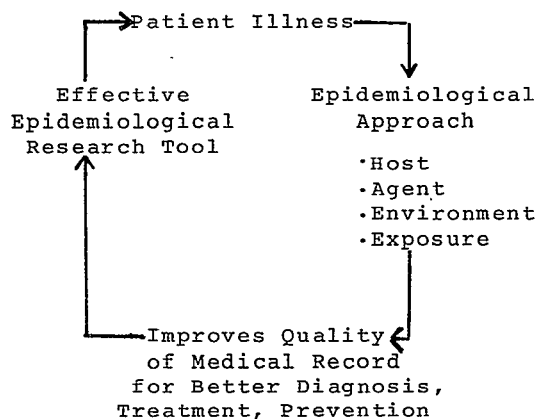 Patient Illness
Epidemiological
Approach
·Host
·Agent
·Environment
·Exposure
Improves Quality
of Medical Record
for Better Diagnosis,
Treatment, Prevention
Effective
Epidemiological
Research Tool